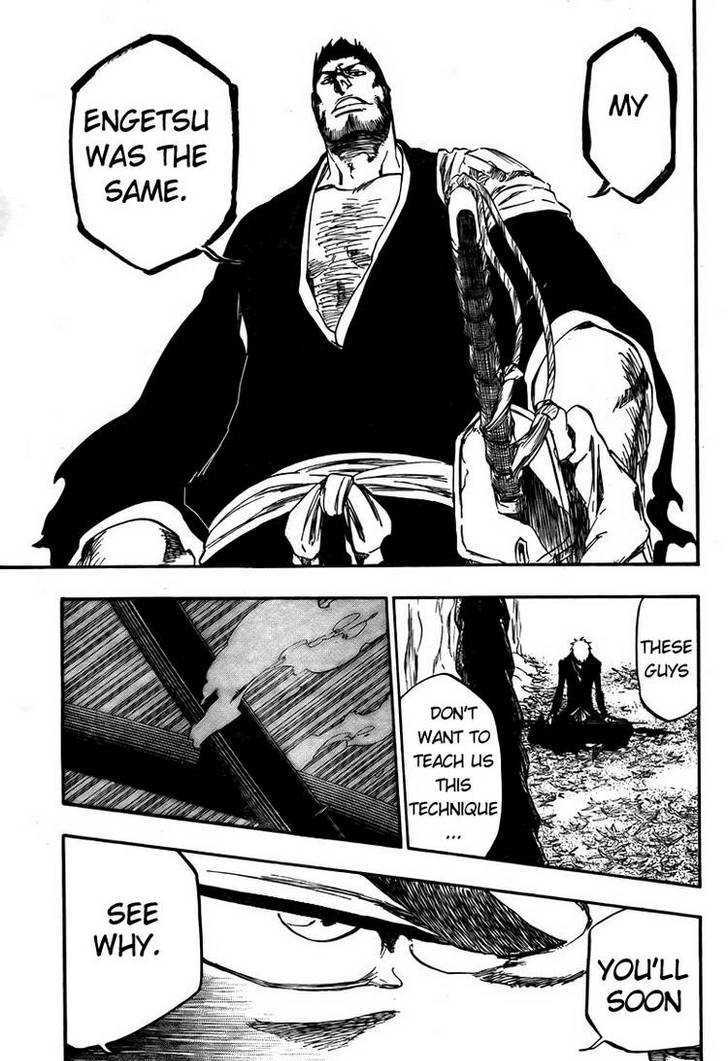 MY
ENGETSU
WAS THE
SAME.
THESE
GUYS
DON'T
WANT TO
TEACH US
THIS
TECHNIQUE
...
YOU'LL
SOON
SEE
WHY.